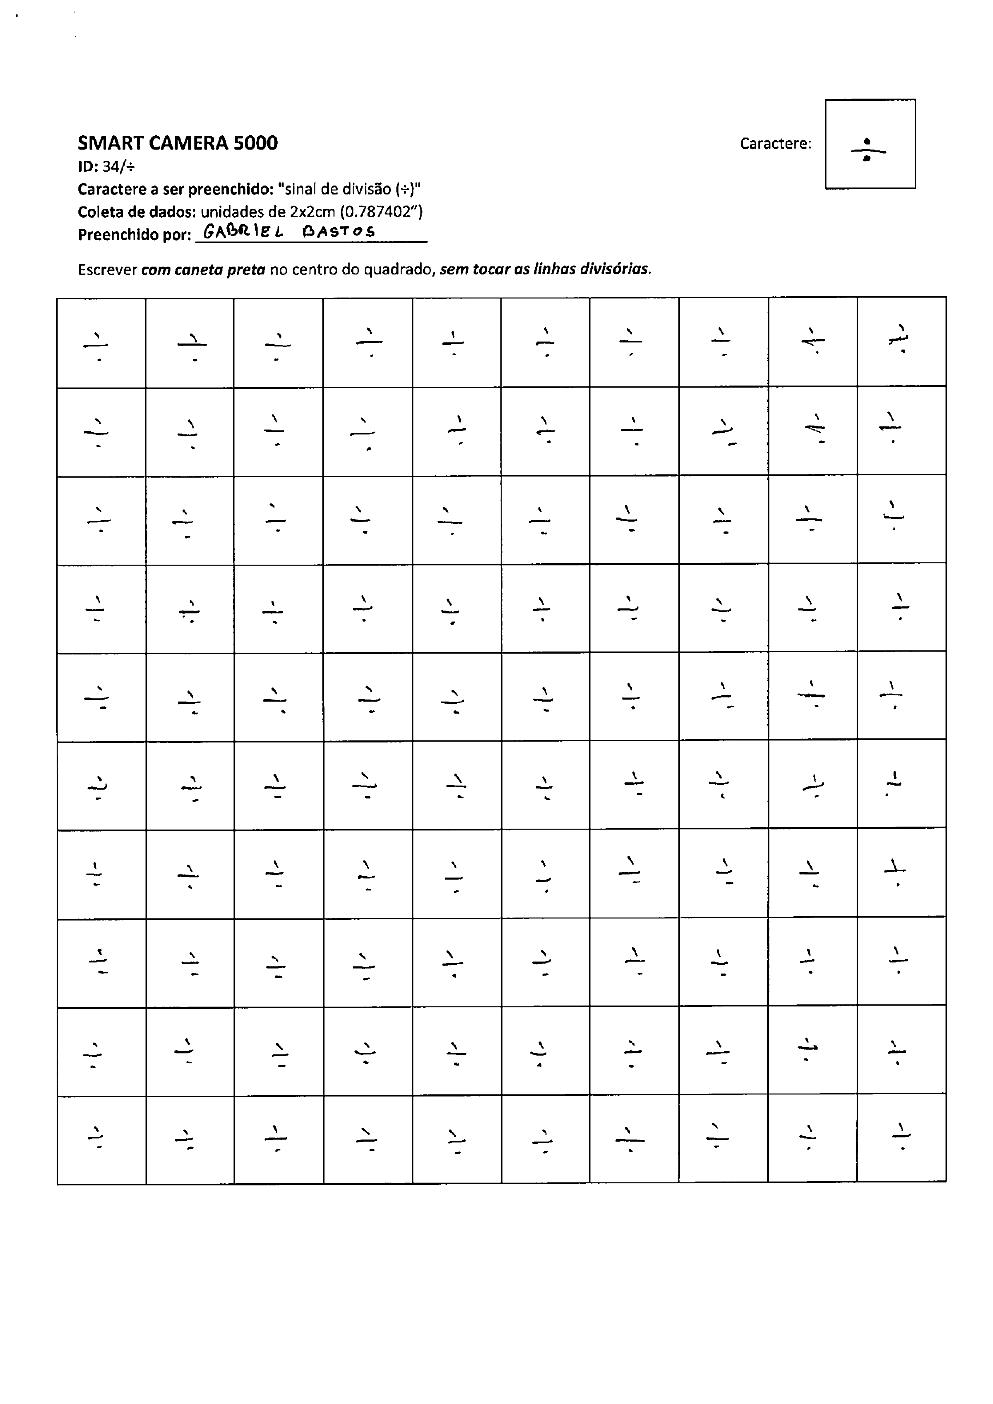 SMART CAMERA 5000
Caractere: ÷
ID: 34/÷
Caractere a ser preenchido: "sinal de divisão (÷)"
Coleta de dados: unidades de 2x2cm (0.787402")
Preenchido por: GABRIEL BASTOS
Escrever com caneta preta no centro do quadrado, sem tocar as linhas divisórias.
÷ ÷ ÷ ÷ ÷ ÷ ÷ ÷ ÷ ÷
÷ ÷ ÷ ÷ ÷ ÷ ÷ ÷ ÷ ÷
÷ ÷ ÷ ÷ ÷ ÷ ÷ ÷ ÷ ÷
÷ ÷ ÷ ÷ ÷ ÷ ÷ ÷ ÷ ÷
÷ ÷ ÷ ÷ ÷ ÷ ÷ ÷ ÷ ÷
÷ ÷ ÷ ÷ ÷ ÷ ÷ ÷ ÷ ÷
÷ ÷ ÷ ÷ ÷ ÷ ÷ ÷ ÷ ÷
÷ ÷ ÷ ÷ ÷ ÷ ÷ ÷ ÷ ÷
÷ ÷ ÷ ÷ ÷ ÷ ÷ ÷ ÷ ÷
÷ ÷ ÷ ÷ ÷ ÷ ÷ ÷ ÷ ÷